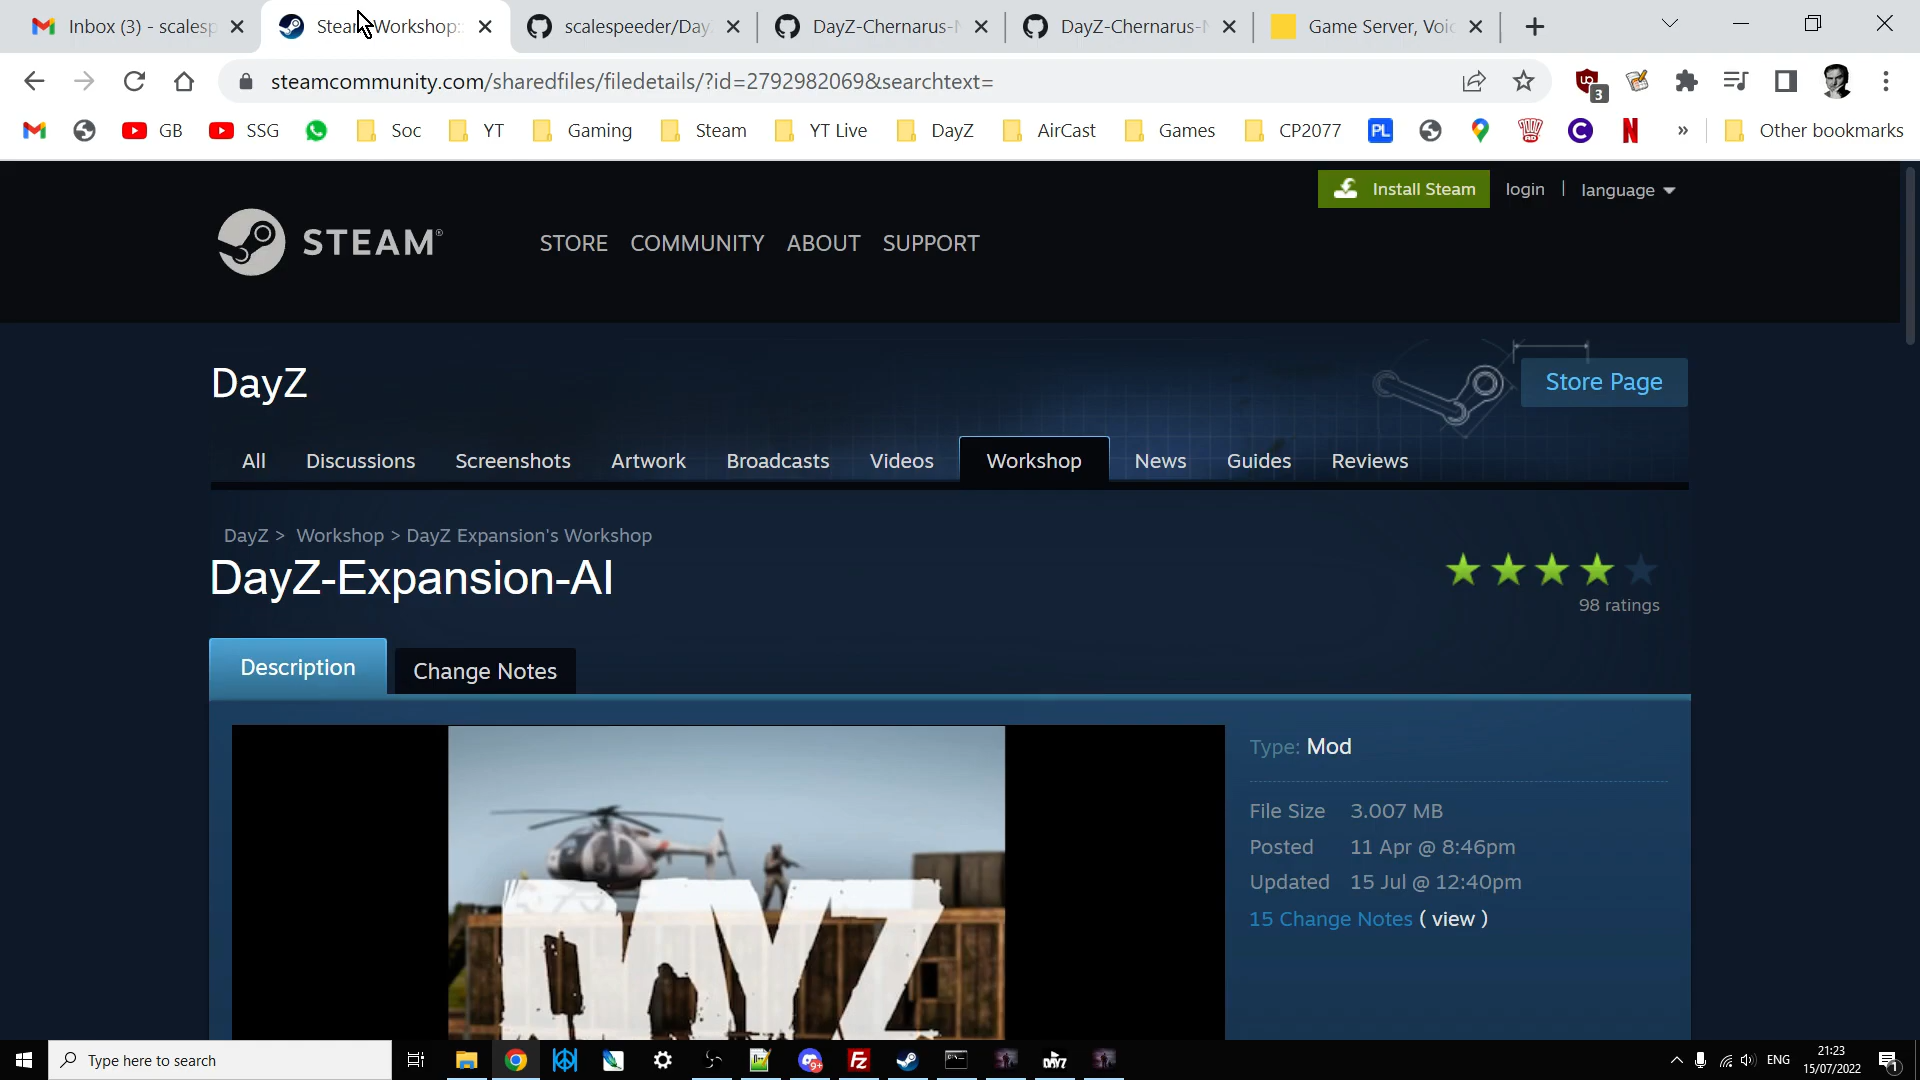 Inbox (3) - scalesp
Steam Workshop:
scalespeeder/Day
DayZ-Chernarus-
DayZ-Chernarus-
Game Server, Voic
steamcommunity.com/sharedfiles/filedetails/?id=2792982069&searchtext=
3
GB
SSG
Soc
YT
Gaming
Steam
YT Live
DayZ
AirCast
Games
CP2077
PL
»
Other bookmarks
Install Steam
login
language
STEAM
STORE
COMMUNITY
ABOUT
SUPPORT
DayZ
Store Page
All
Discussions
Screenshots
Artwork
Broadcasts
Videos
Workshop
News
Guides
Reviews
DayZ > Workshop > DayZ Expansion's Workshop
DayZ-Expansion-AI
98 ratings
Description
Change Notes
DAYZ
Type: Mod
File Size 3.007 MB
Posted 11 Apr @ 8:46pm
Updated 15 Jul @ 12:40pm
15 Change Notes ( view )
Type here to search
ENG
21:23
15/07/2022